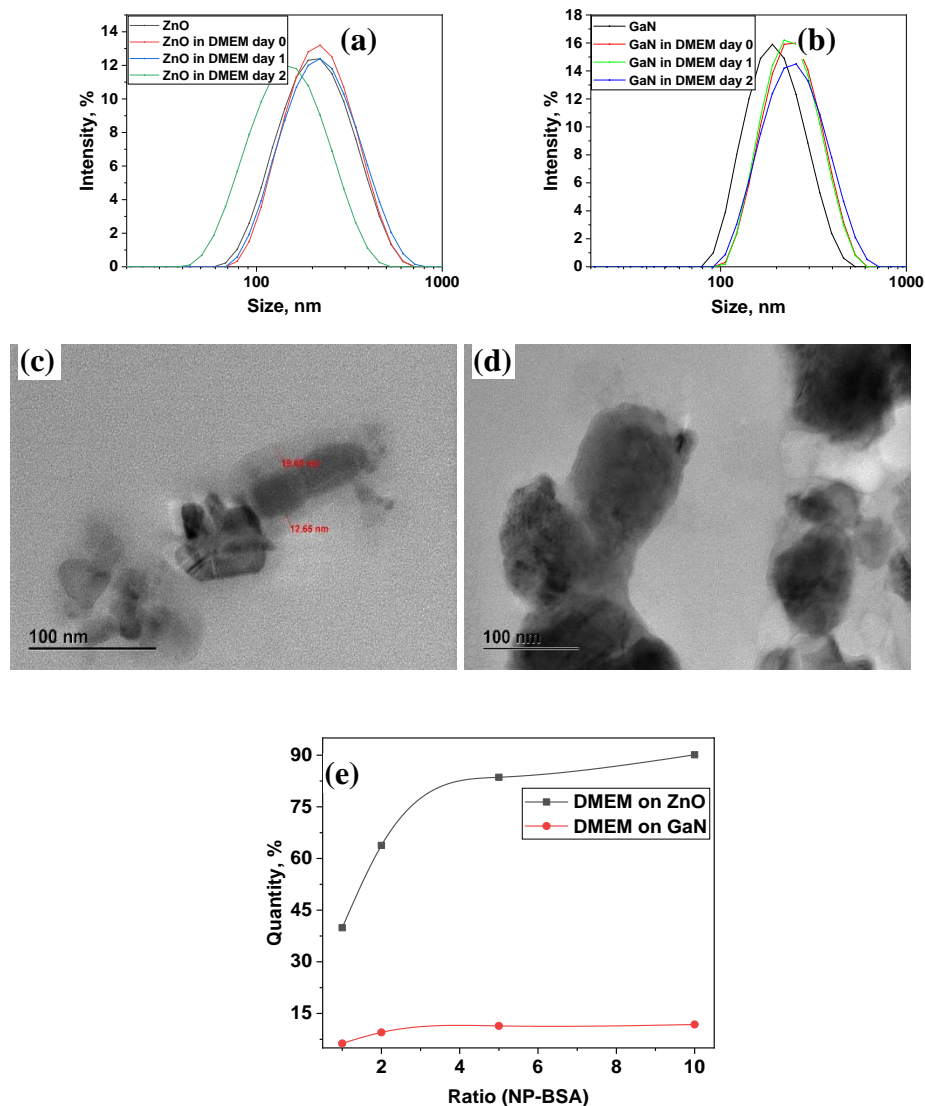 ZnO
ZnO in DMEM day 0
ZnO in DMEM day 1
ZnO in DMEM day 2
(a)
14
12
10
8
6
4
2
0
Intensity, %
100
1000
Size, nm
GaN
GaN in DMEM day 0
GaN in DMEM day 1
GaN in DMEM day 2
(b)
18
16
14
12
10
8
6
4
2
0
Intensity, %
100
1000
Size, nm
(c)
12.65 nm
100 nm
(d)
100 nm
(e)
DMEM on ZnO
DMEM on GaN
90
75
60
45
30
15
Quantity, %
2
4
6
8
10
Ratio (NP-BSA)